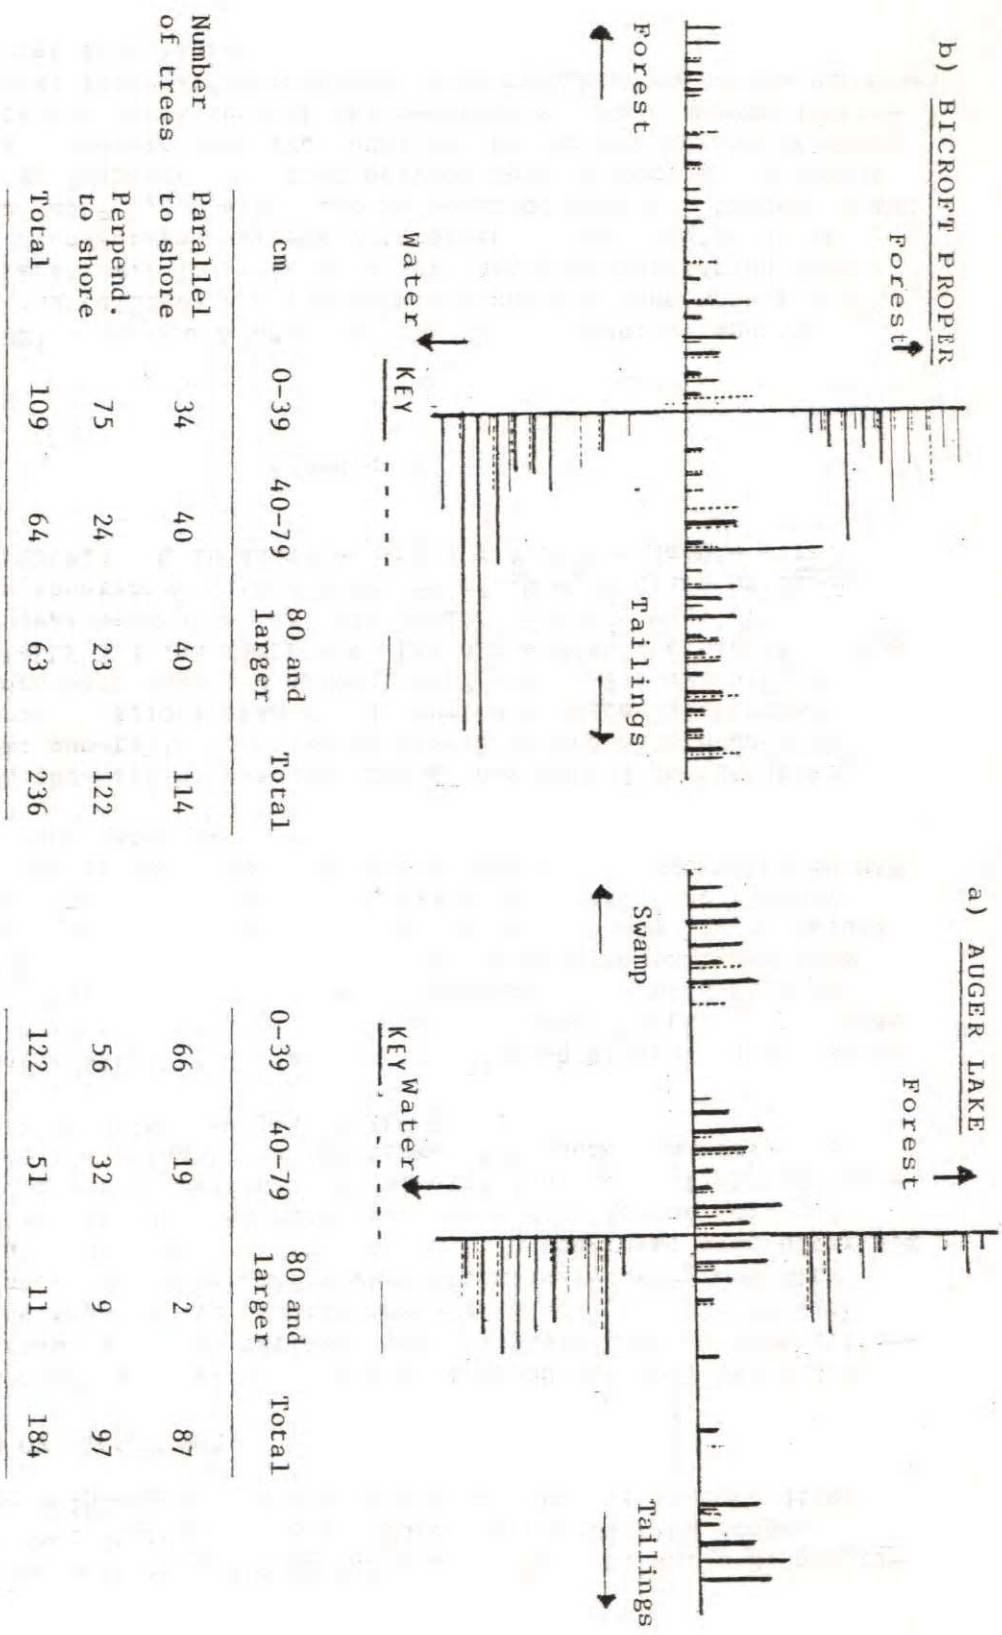 b) BICROFT PROPER
Forest
Forest
Tailings
Water
KEY
cm 0-39 40-79 80 and larger Total
Number of trees
Parallel to shore 34 40 40 114
Perpend. to shore 75 24 23 122
Total 109 64 63 236
a) AUGER LAKE
Forest
Swamp
Tailings
Water
KEY
0-39 40-79 80 and larger Total
66 19 2 87
56 32 9 97
122 51 11 184